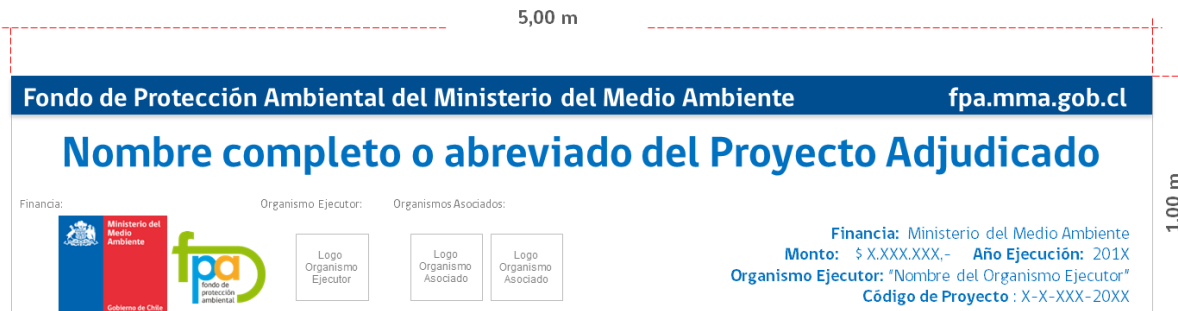 5,00 m
Fondo de Protección Ambiental del Ministerio del Medio Ambiente fpa.mma.gob.cl
Nombre completo o abreviado del Proyecto Adjudicado
1,00 m
Financia: Organismo Ejecutor: Organismos Asociados:
Ministerio del
Medio
Ambiente
Gobierno de Chile
fpa
fondo de
protección
ambiental
Logo
Organismo
Ejecutor
Logo
Organismo
Asociado
Logo
Organismo
Asociado
Financia: Ministerio del Medio Ambiente
Monto: $ X.XXX.XXX,- Año Ejecución: 201X
Organismo Ejecutor: "Nombre del Organismo Ejecutor"
Código de Proyecto : X-X-XXX-20XX